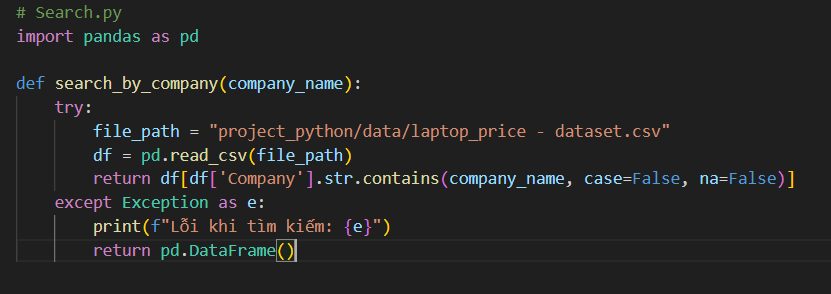 # Search.py
import pandas as pd
def search_by_company(company_name):
    try:
        file_path = "project_python/data/laptop_price - dataset.csv"
        df = pd.read_csv(file_path)
        return df[df['Company'].str.contains(company_name, case=False, na=False)]
    except Exception as e:
        print(f"Lỗi khi tìm kiếm: {e}")
        return pd.DataFrame()